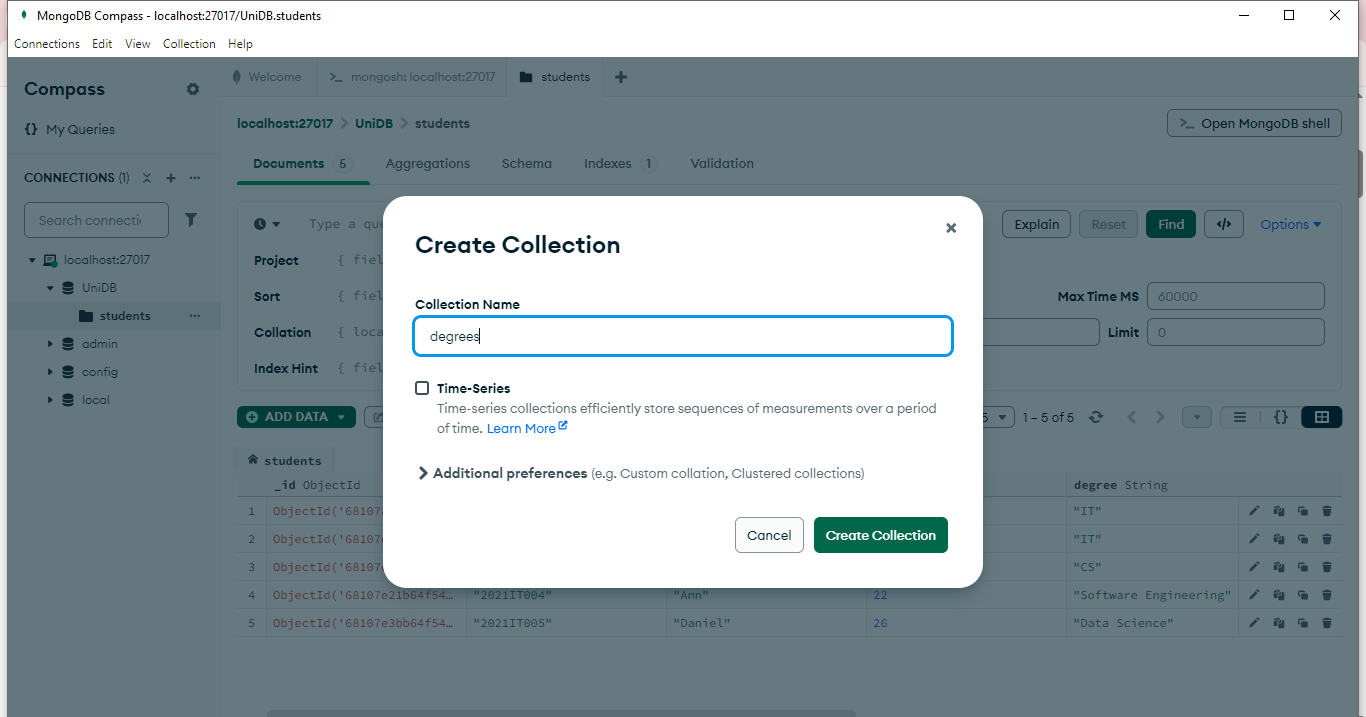 MongoDB Compass - localhost:27017/UniDB.students
Connections Edit View Collection Help
Compass
Welcome
>_ mongosh: localhost:27017
students
{} My Queries
localhost:27017 > UniDB > students
>_ Open MongoDB shell
Documents 5
Aggregations
Schema
Indexes 1
Validation
CONNECTIONS (1)
Search connecti
Type a que
Explain
Reset
Find
</>
Options
localhost:27017
UniDB
students
admin
config
local
Project { fiel
Sort { fiel
Max Time MS 60000
Collation { loca
Limit 0
Index Hint { fiel
Create Collection
Collection Name
degrees
Time-Series
Time-series collections efficiently store sequences of measurements over a period
of time. Learn More
Additional preferences (e.g. Custom collation, Clustered collections)
Cancel
Create Collection
ADD DATA
5
1 – 5 of 5
{}
students
_id ObjectId
degree String
1 ObjectId('68107 "IT"
2 ObjectId('68107 "IT"
3 ObjectId('68107 "CS"
4 ObjectId('68107e21b64f54… "2021IT004" "Ann" 22 "Software Engineering"
5 ObjectId('68107e3bb64f54… "2021IT005" "Daniel" 26 "Data Science"